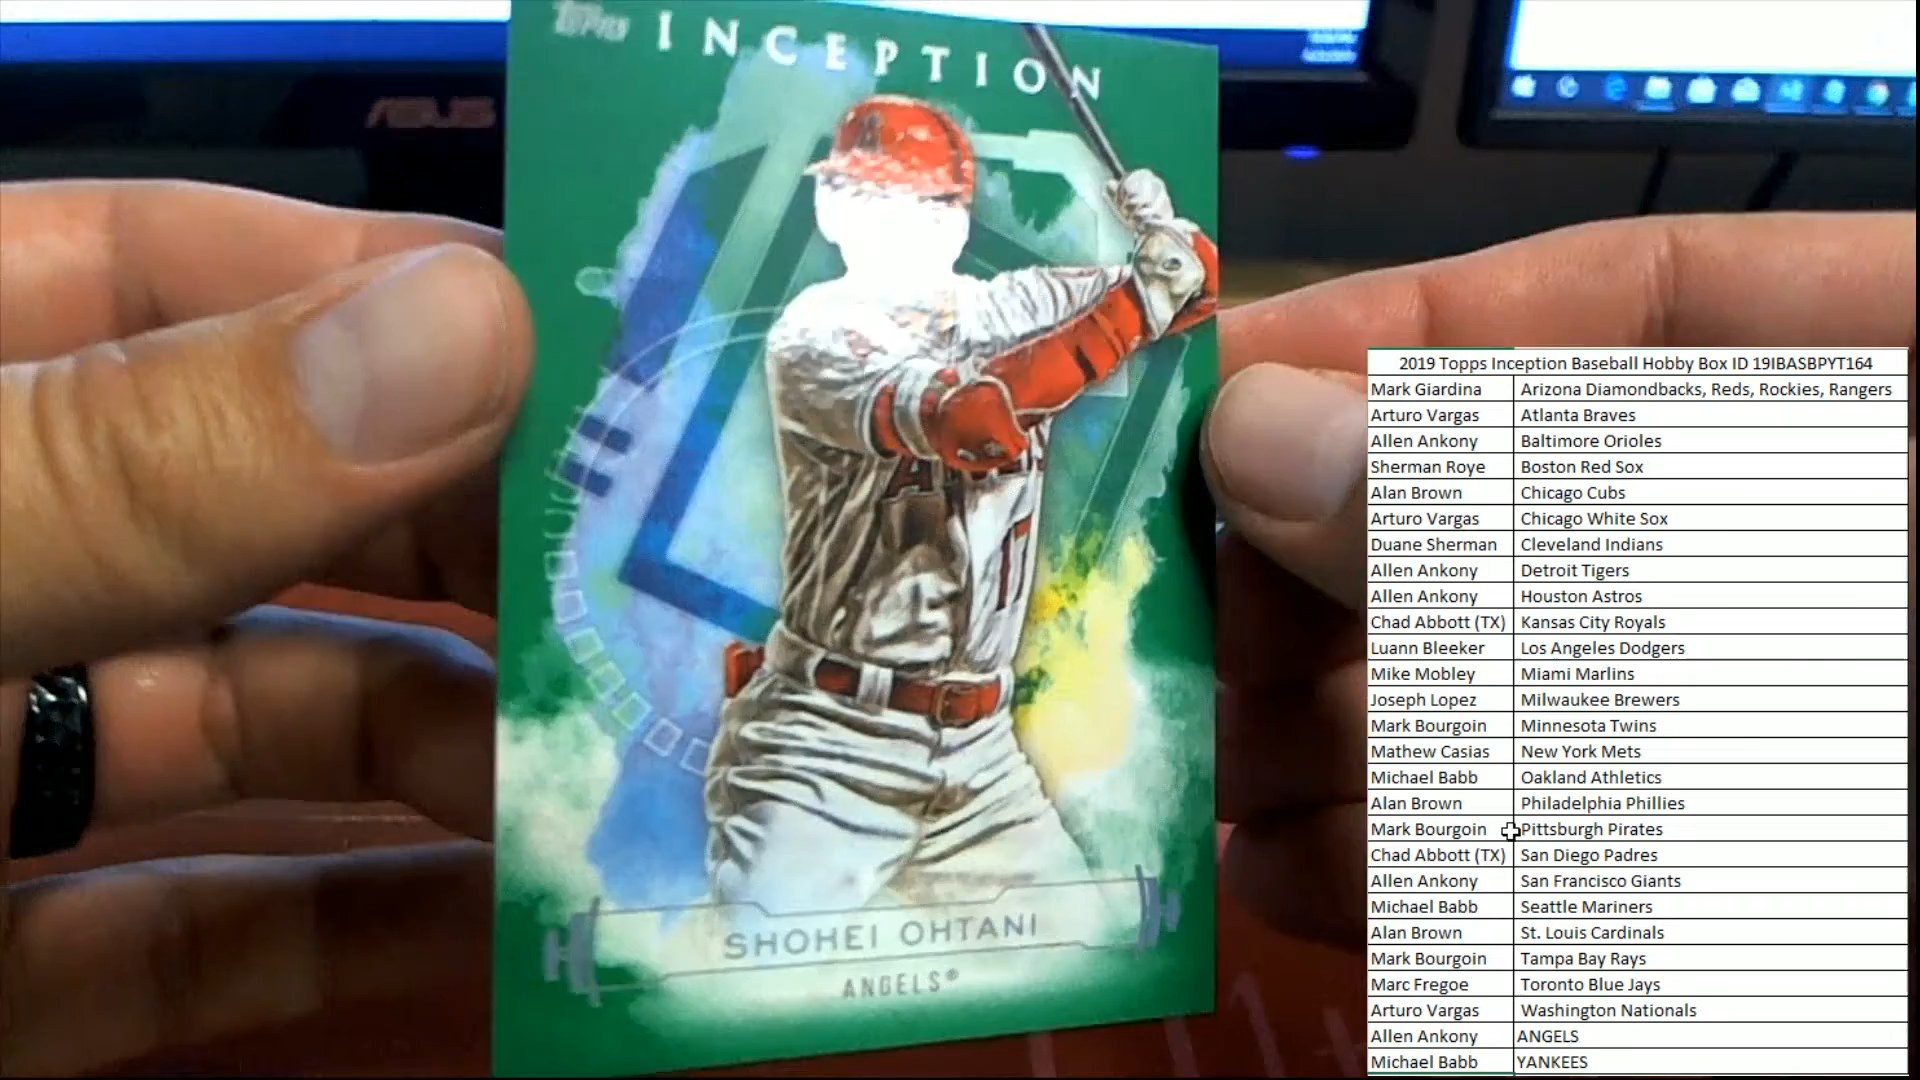 Topps INCEPTION
ASUS
A
17
SHOHEI OHTANI
ANGELS®
2019 Topps Inception Baseball Hobby Box ID 19IBASBPYT164
Mark Giardina Arizona Diamondbacks, Reds, Rockies, Rangers
Arturo Vargas Atlanta Braves
Allen Ankony Baltimore Orioles
Sherman Roye Boston Red Sox
Alan Brown Chicago Cubs
Arturo Vargas Chicago White Sox
Duane Sherman Cleveland Indians
Allen Ankony Detroit Tigers
Allen Ankony Houston Astros
Chad Abbott (TX) Kansas City Royals
Luann Bleeker Los Angeles Dodgers
Mike Mobley Miami Marlins
Joseph Lopez Milwaukee Brewers
Mark Bourgoin Minnesota Twins
Mathew Casias New York Mets
Michael Babb Oakland Athletics
Alan Brown Philadelphia Phillies
Mark Bourgoin Pittsburgh Pirates
Chad Abbott (TX) San Diego Padres
Allen Ankony San Francisco Giants
Michael Babb Seattle Mariners
Alan Brown St. Louis Cardinals
Mark Bourgoin Tampa Bay Rays
Marc Fregoe Toronto Blue Jays
Arturo Vargas Washington Nationals
Allen Ankony ANGELS
Michael Babb YANKEES